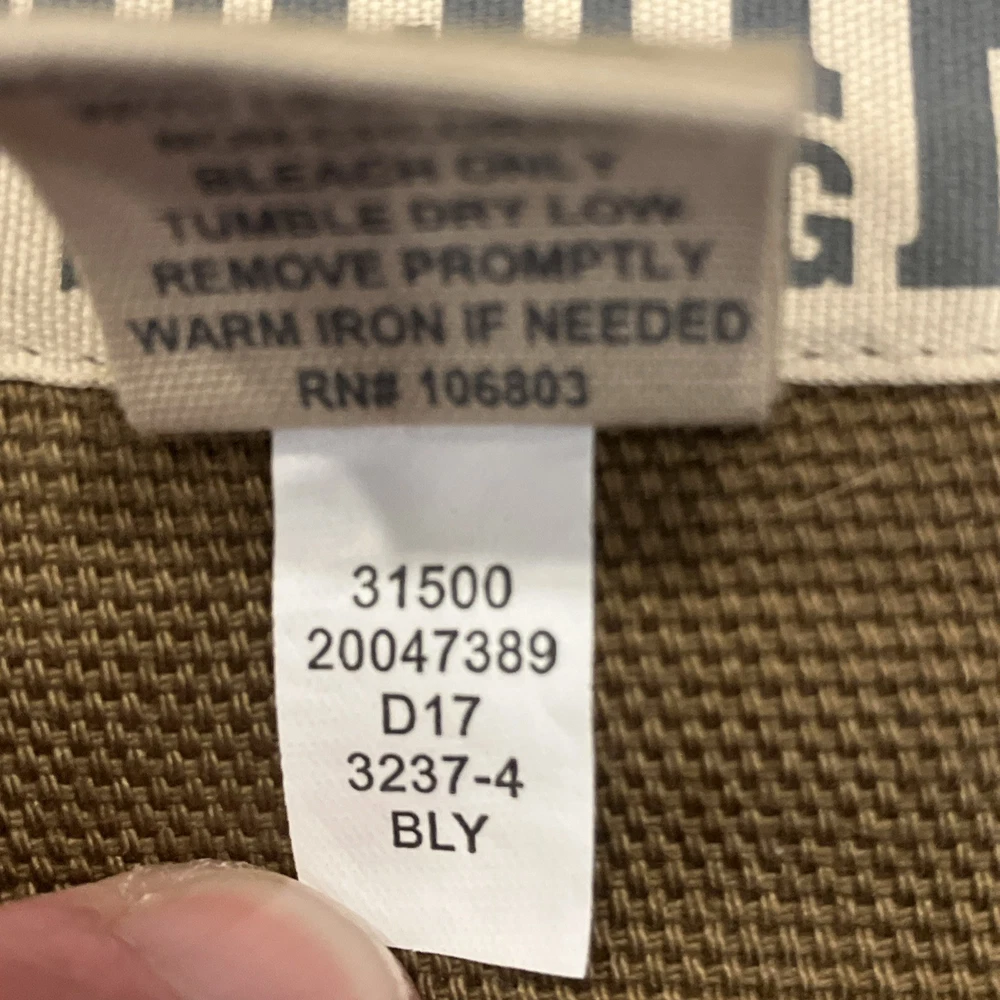 BLEACH ONLY
TUMBLE DRY LOW
REMOVE PROMPTLY
WARM IRON IF NEEDED
RN# 106803
G
31500
20047389
D17
3237-4
BLY